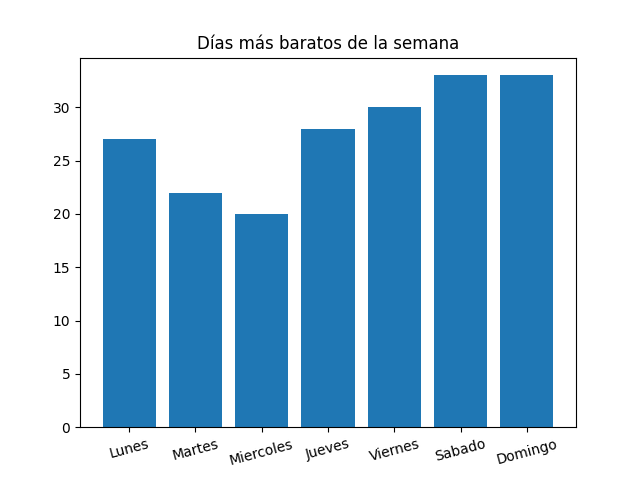 Días más baratos de la semana
30
25
20
15
10
5
0
Lunes
Martes
Miercoles
Jueves
Viernes
Sabado
Domingo